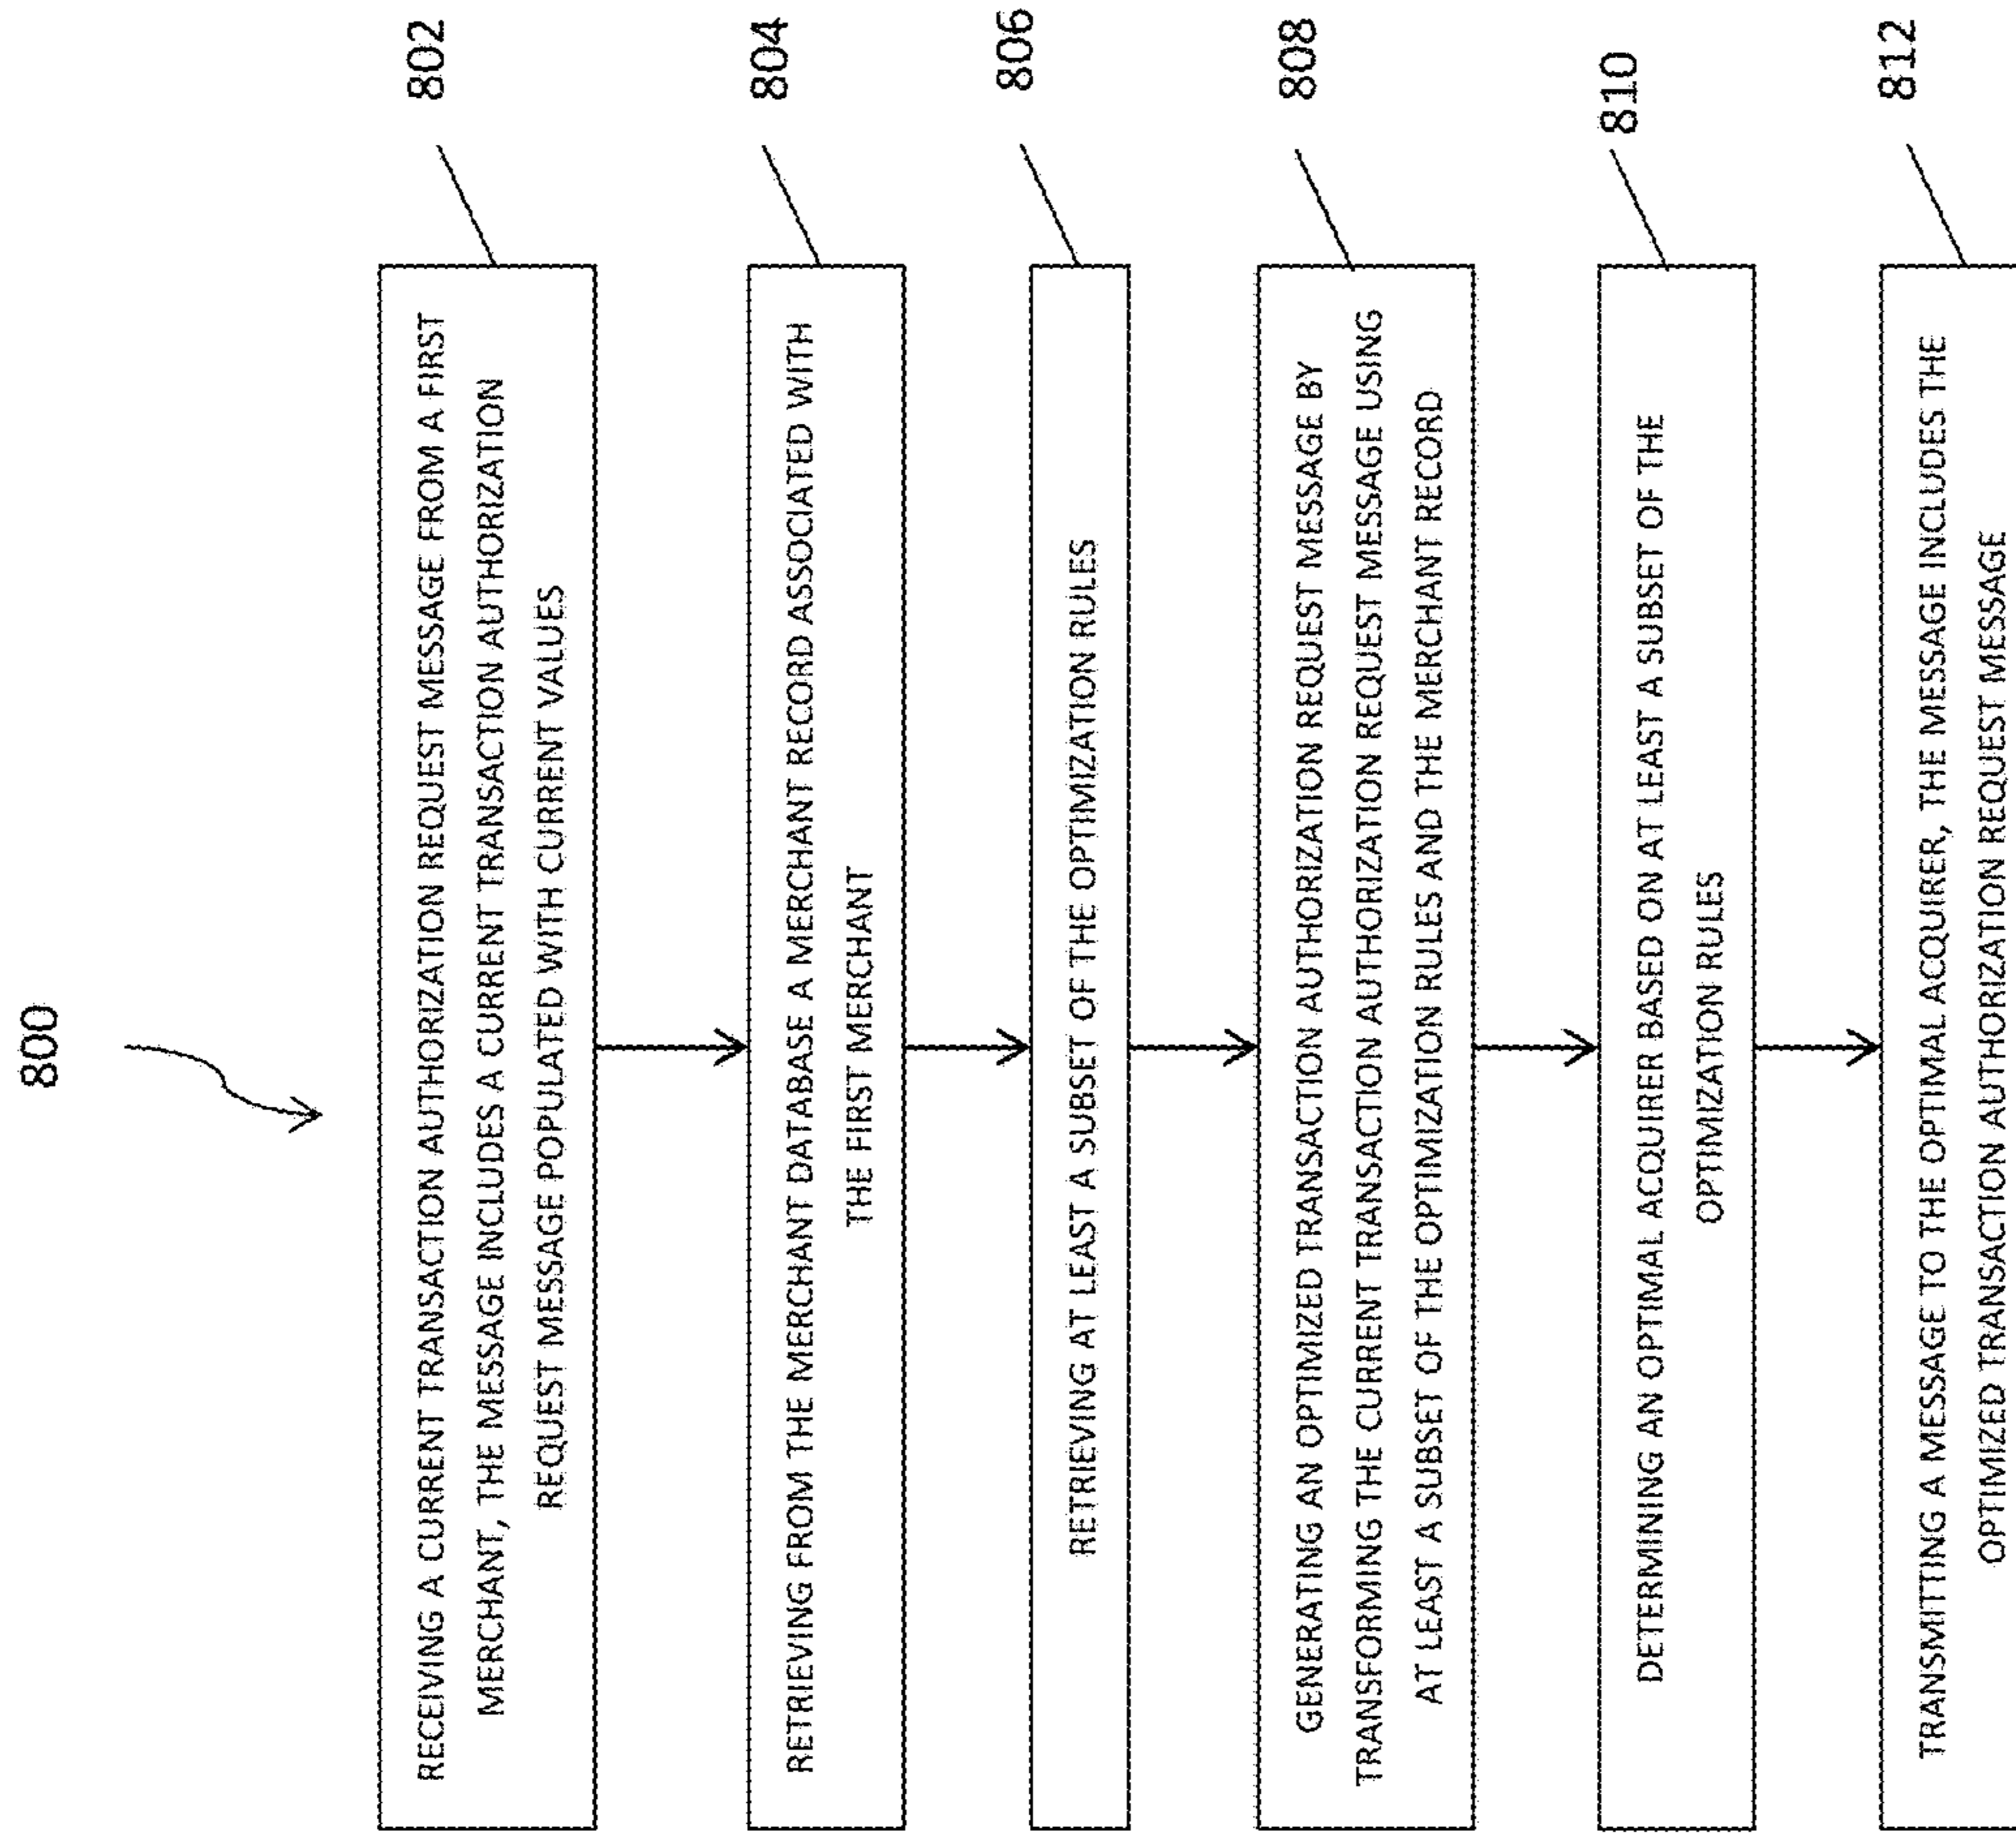 800
RECEIVING A CURRENT TRANSACTION AUTHORIZATION REQUEST MESSAGE FROM A FIRST
MERCHANT, THE MESSAGE INCLUDES A CURRENT TRANSACTION AUTHORIZATION
REQUEST MESSAGE POPULATED WITH CURRENT VALUES
802
RETRIEVING FROM THE MERCHANT DATABASE A MERCHANT RECORD ASSOCIATED WITH
THE FIRST MERCHANT
804
RETRIEVING AT LEAST A SUBSET OF THE OPTIMIZATION RULES
806
GENERATING AN OPTIMIZED TRANSACTION AUTHORIZATION REQUEST MESSAGE BY
TRANSFORMING THE CURRENT TRANSACTION AUTHORIZATION REQUEST MESSAGE USING
AT LEAST A SUBSET OF THE OPTIMIZATION RULES AND THE MERCHANT RECORD
808
DETERMINING AN OPTIMAL ACQUIRER BASED ON AT LEAST A SUBSET OF THE
OPTIMIZATION RULES
810
TRANSMITING A MESSAGE TO THE OPTIMAL ACQUIRER, THE MESSAGE INCLUDES THE
OPTIMIZED TRANSACTION AUTHORIZATION REQUEST MESSAGE
812